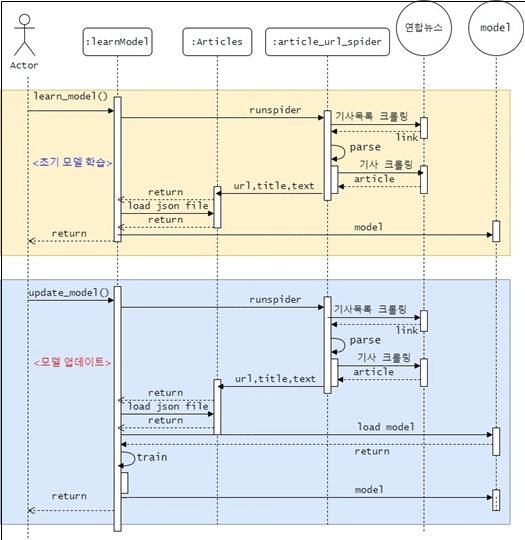 Actor
:learnModel
:Articles
:article_url_spider
연합뉴스
model
learn_model()
runspider
기사목록 크롤링
link
parse
<초기 모델 학습>
기사 크롤링
article
url,title,text
return
load json file
return
model
return
update_model()
runspider
기사목록 크롤링
link
parse
<모델 업데이트>
기사 크롤링
article
url,title,text
return
load json file
return
load model
return
train
model
return